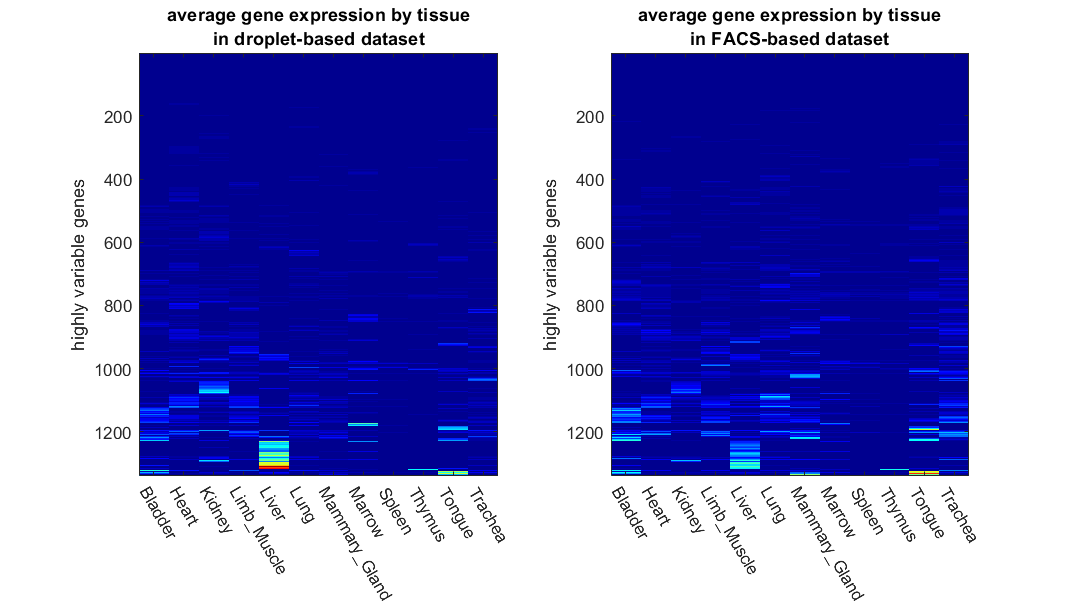 average gene expression by tissue
in droplet-based dataset
highly variable genes
200
400
600
800
1000
1200
Bladder
Heart
Kidney
Limb_Muscle
Liver
Lung
Mammary_Gland
Marrow
Spleen
Thymus
Tongue
Trachea
average gene expression by tissue
in FACS-based dataset
highly variable genes
200
400
600
800
1000
1200
Bladder
Heart
Kidney
Limb_Muscle
Liver
Lung
Mammary_Gland
Marrow
Spleen
Thymus
Tongue
Trachea